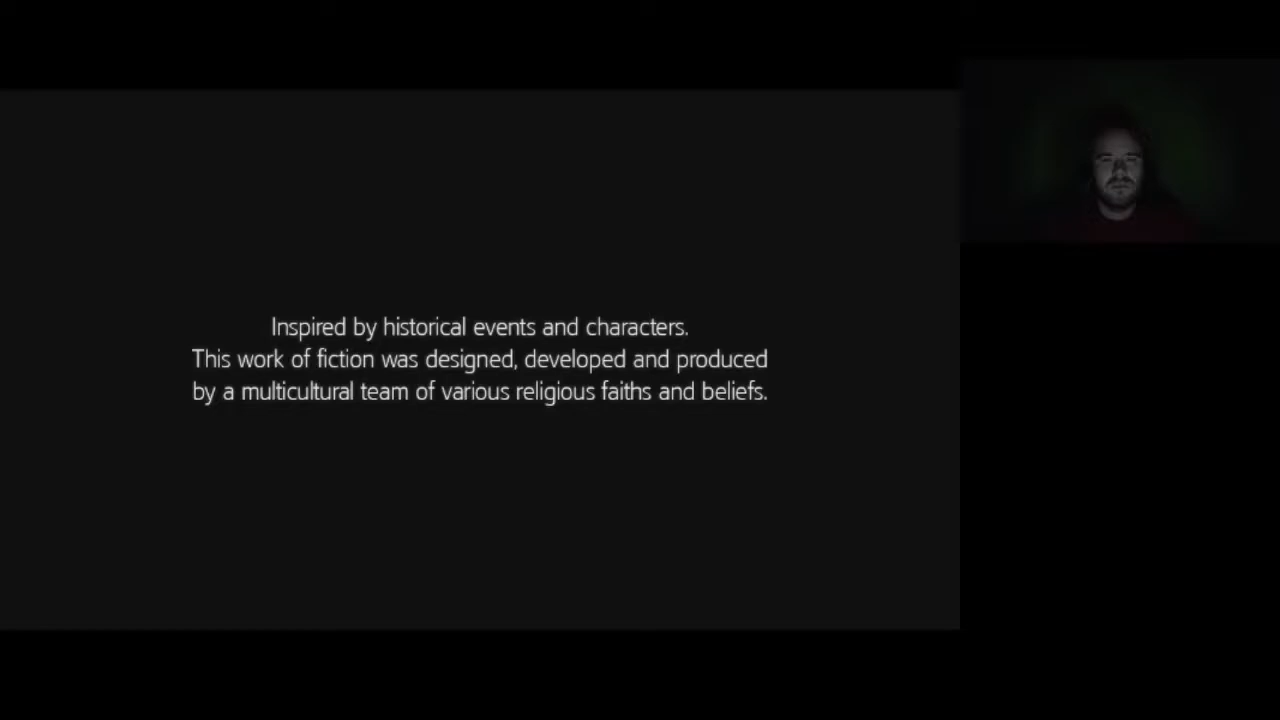 Inspired by historical events and characters.
This work of fiction was designed, developed and produced
by a multicultural team of various religious faiths and beliefs.